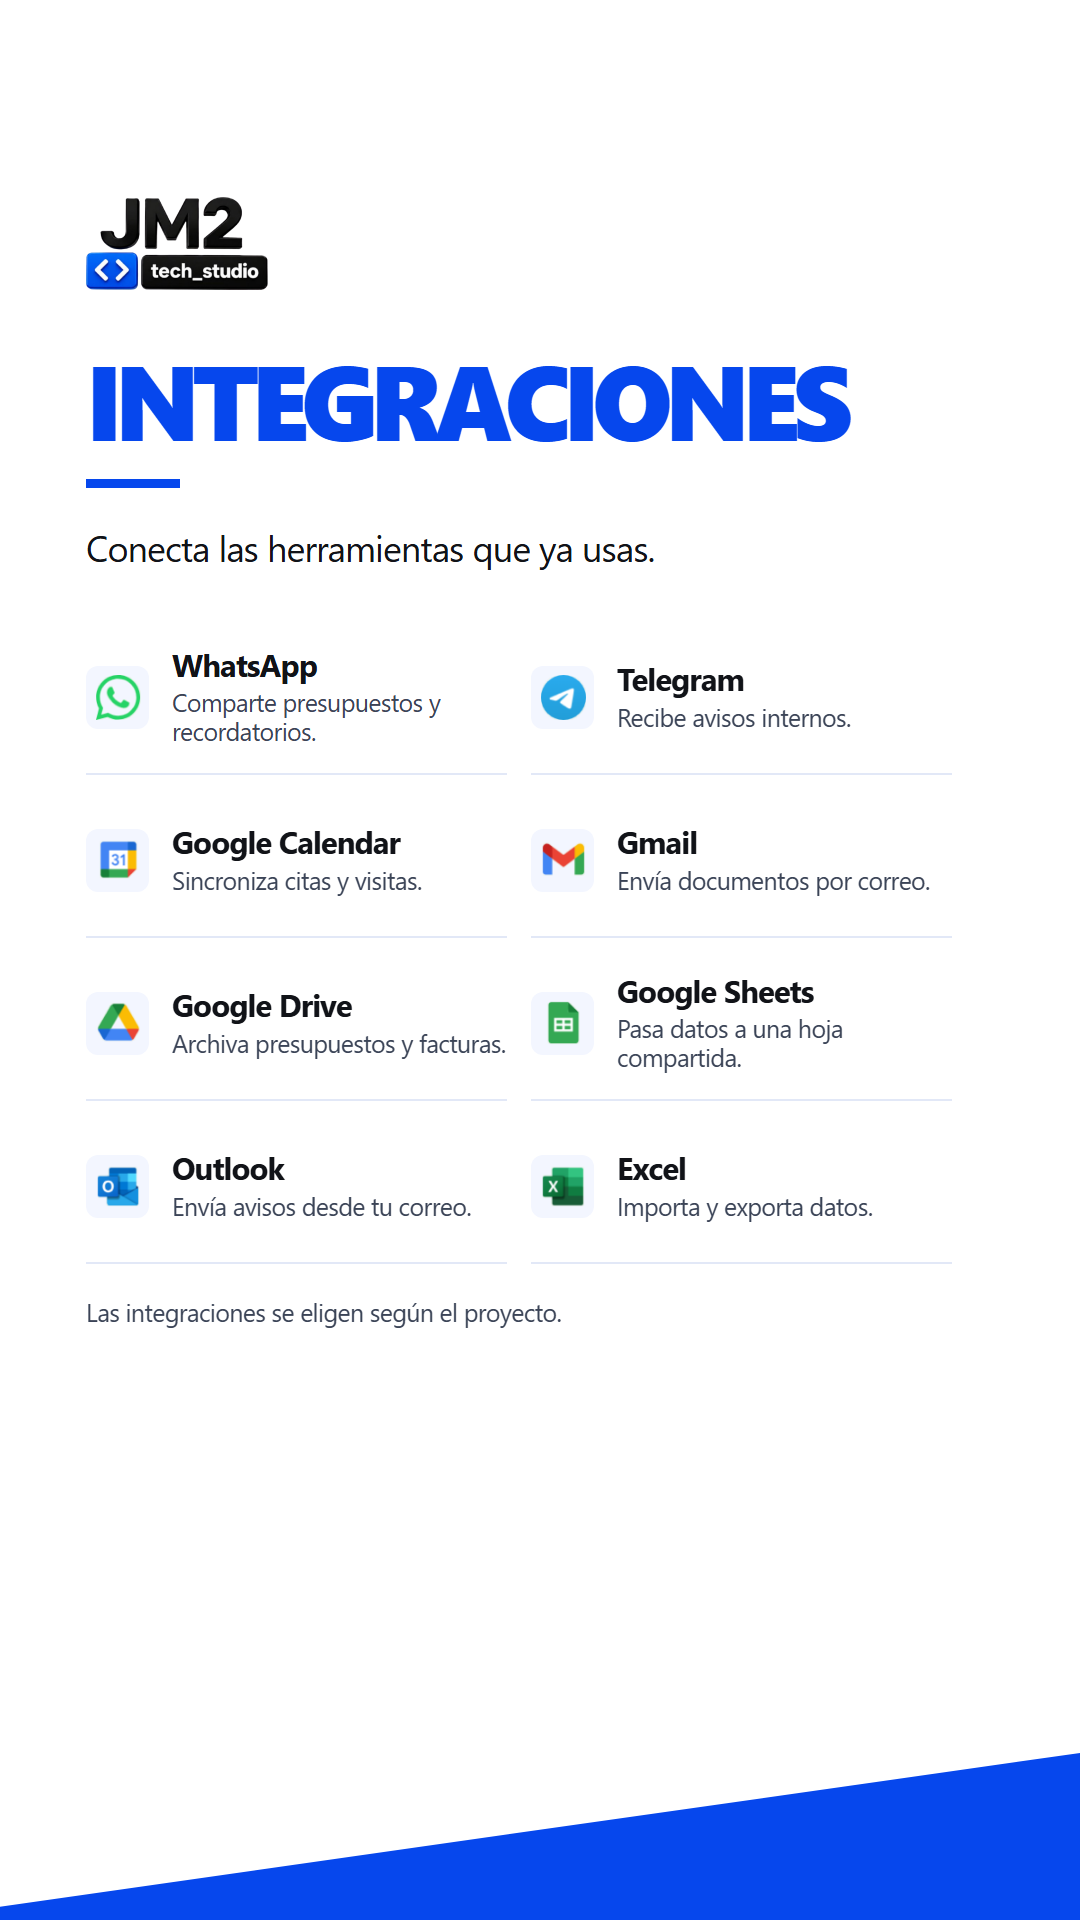 JM2
<> tech_studio
INTEGRACIONES
Conecta las herramientas que ya usas.
WhatsApp
Comparte presupuestos y
recordatorios.
Telegram
Recibe avisos internos.
31
Google Calendar
Sincroniza citas y visitas.
Gmail
Envía documentos por correo.
Google Drive
Archiva presupuestos y facturas.
Google Sheets
Pasa datos a una hoja
compartida.
O
Outlook
Envía avisos desde tu correo.
X
Excel
Importa y exporta datos.
Las integraciones se eligen según el proyecto.